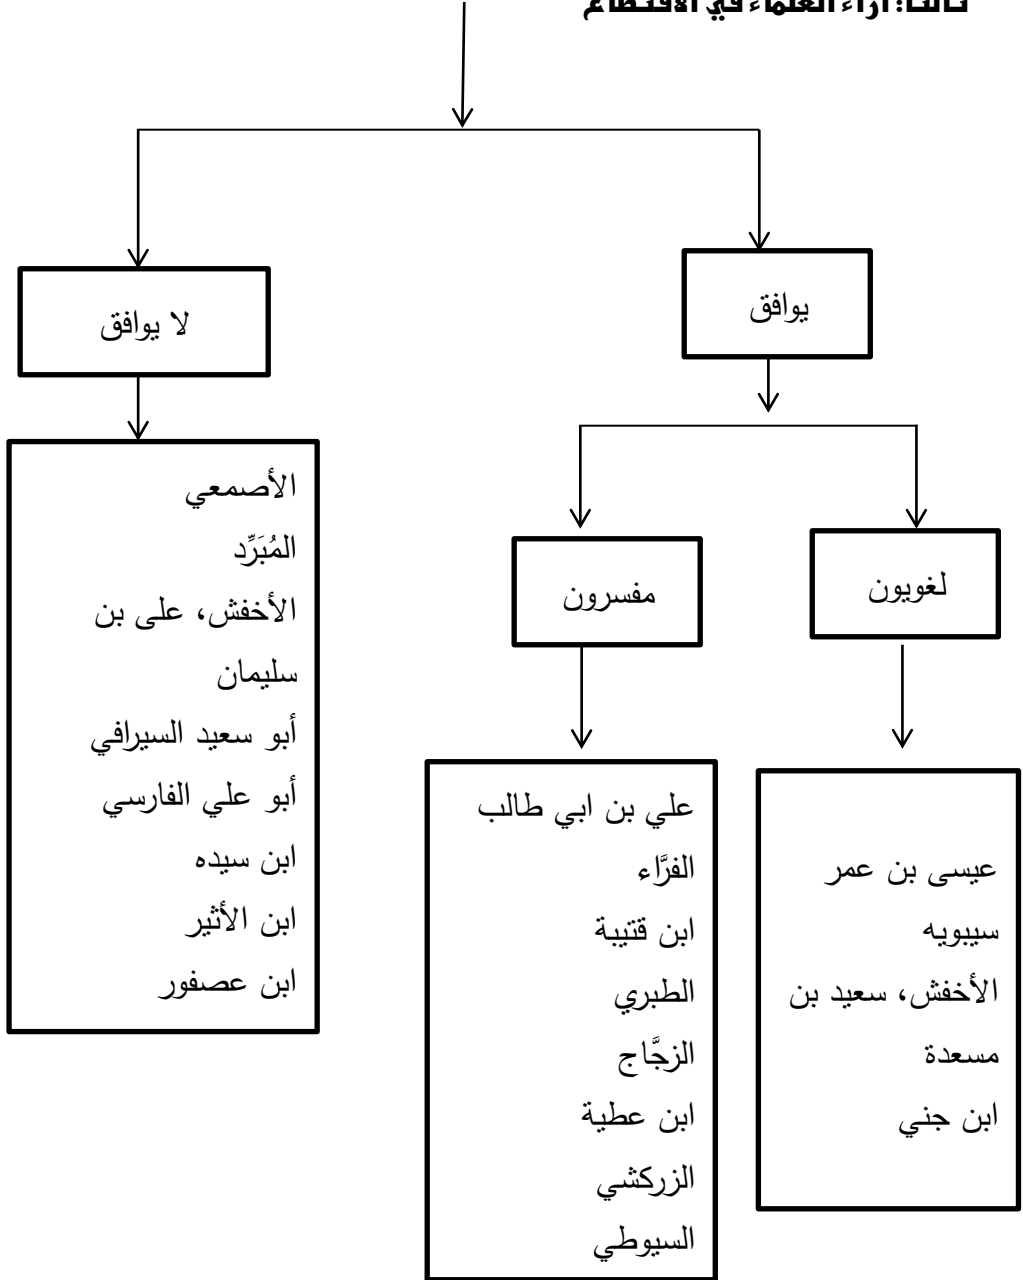 ثالثا: آراء العلماء في الاقتطاع
يوافق
لا يوافق
لغويون
مفسرون
عيسى بن عمر
سيبويه
الأخفش، سعيد بن
مسعدة
ابن جني
علي بن ابي طالب
الفرَّاء
ابن قتيبة
الطبري
الزجَّاج
ابن عطية
الزركشي
السيوطي
الأصمعي
المُبَرِّد
الأخفش، على بن
سليمان
أبو سعيد السيرافي
أبو علي الفارسي
ابن سيده
ابن الأثير
ابن عصفور